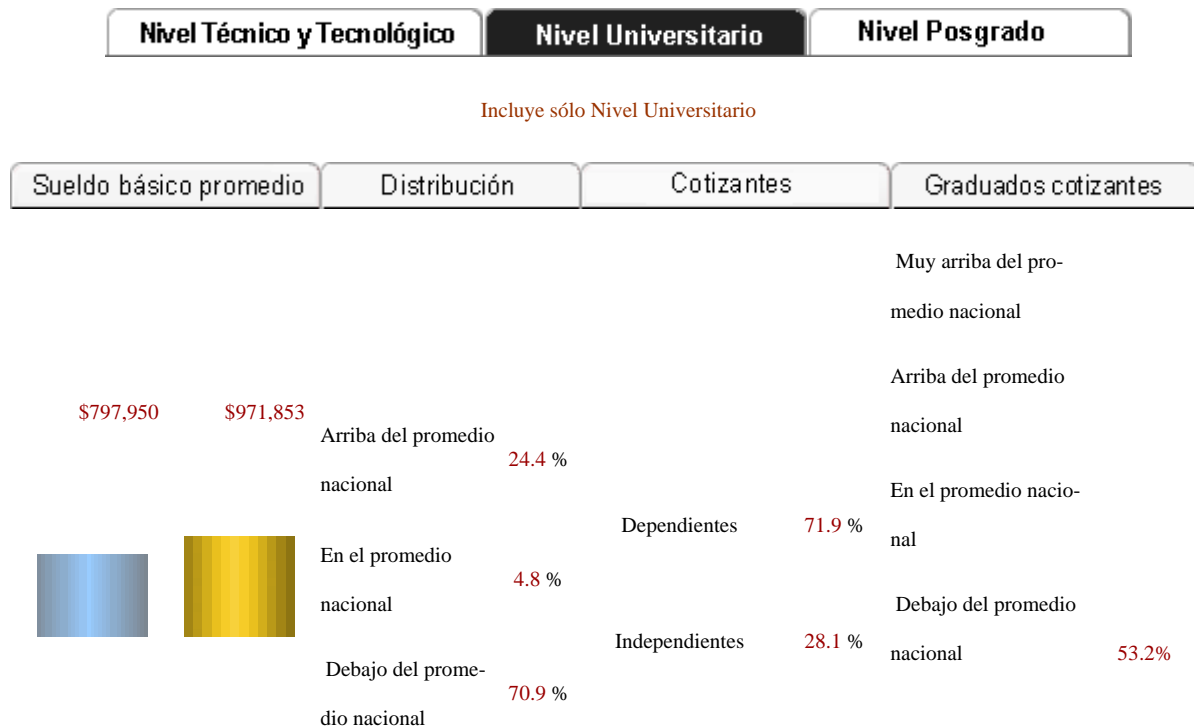 Nivel Técnico y Tecnológico
Nivel Universitario
Nivel Posgrado
Incluye sólo Nivel Universitario
Sueldo básico promedio
Distribución
Cotizantes
Graduados cotizantes
$797,950
$971,853
Arriba del promedio
nacional
24.4 %
En el promedio
nacional
4.8 %
Debajo del prome-
dio nacional
70.9 %
Dependientes
71.9 %
Independientes
28.1 %
Muy arriba del pro-
medio nacional
Arriba del promedio
nacional
En el promedio nacio-
nal
Debajo del promedio
nacional
53.2%